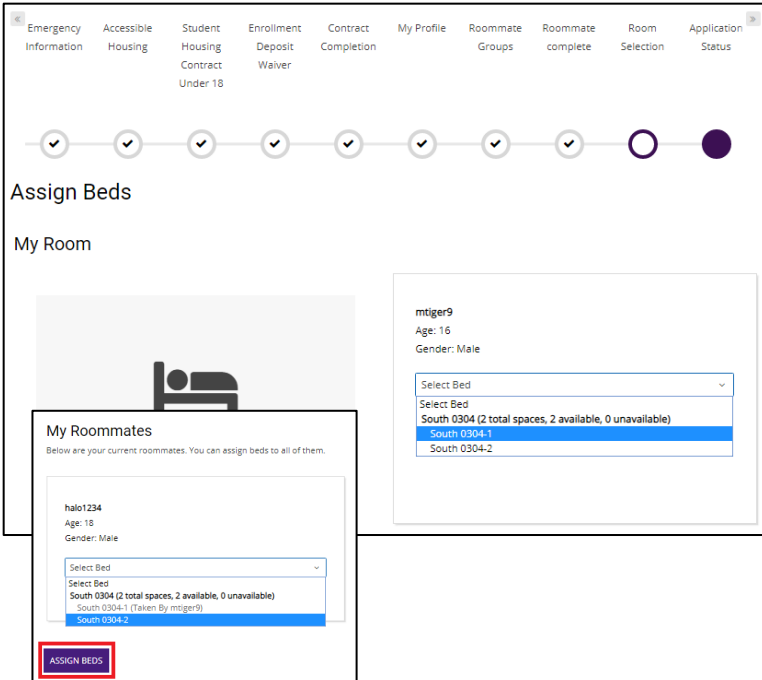 «
»
Emergency Information
Accessible Housing
Student Housing Contract Under 18
Enrollment Deposit Waiver
Contract Completion
My Profile
Roommate Groups
Roommate complete
Room Selection
Application Status
Assign Beds
My Room
mtiger9
Age: 16
Gender: Male
Select Bed
Select Bed
South 0304 (2 total spaces, 2 available, 0 unavailable)
South 0304-1
South 0304-2
My Roommates
Below are your current roommates. You can assign beds to all of them.
halo1234
Age: 18
Gender: Male
Select Bed
Select Bed
South 0304 (2 total spaces, 2 available, 0 unavailable)
South 0304-1 (Taken By mtiger9)
South 0304-2
ASSIGN BEDS